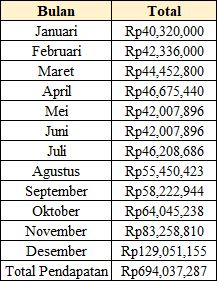 Bulan Total
Januari Rp40,320,000
Februari Rp42,336,000
Maret Rp44,452,800
April Rp46,675,440
Mei Rp42,007,896
Juni Rp42,007,896
Juli Rp46,208,686
Agustus Rp55,450,423
September Rp58,222,944
Oktober Rp64,045,238
November Rp83,258,810
Desember Rp129,051,155
Total Pendapatan Rp694,037,287